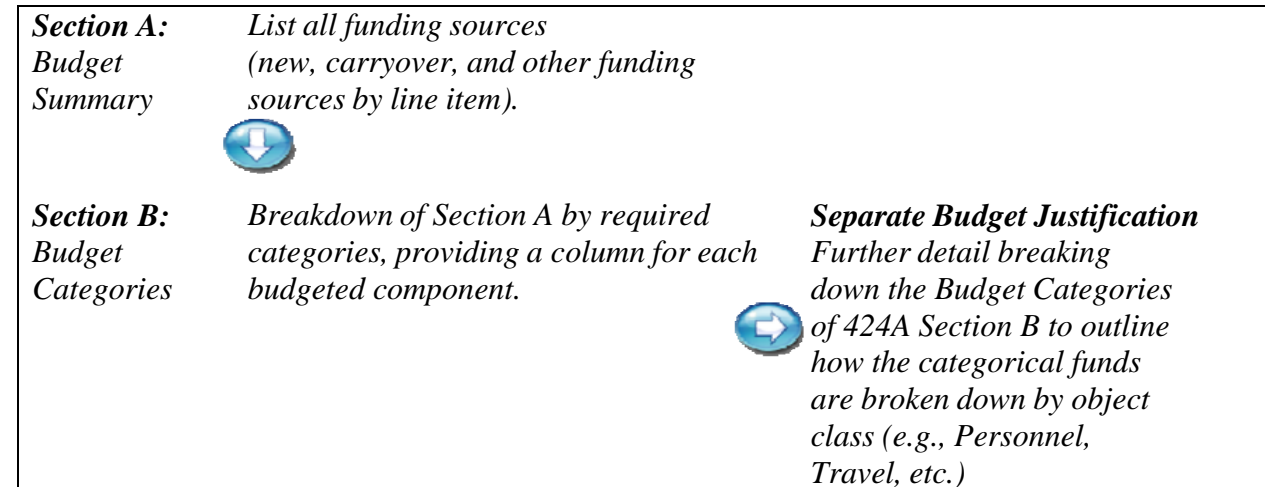 Section A: List all funding sources
Budget (new, carryover, and other funding
Summary sources by line item).
Section B: Breakdown of Section A by required
Budget categories, providing a column for each
Categories budgeted component.
Separate Budget Justification
Further detail breaking
down the Budget Categories
of 424A Section B to outline
how the categorical funds
are broken down by object
class (e.g., Personnel,
Travel, etc.)